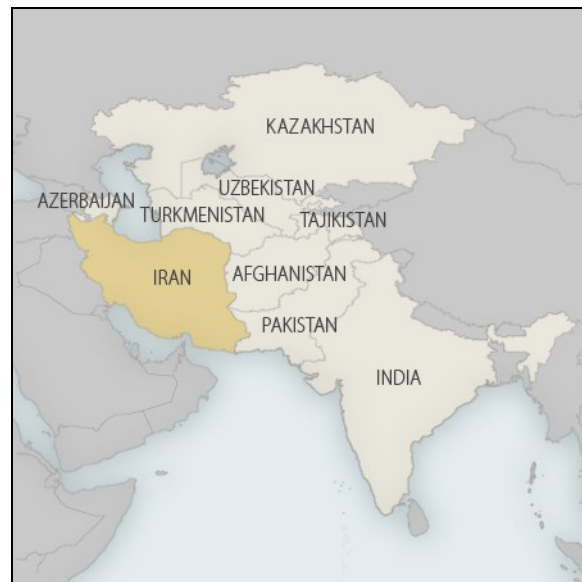 KAZAKHSTAN
UZBEKISTAN
AZERBAIJAN
TURKMENISTAN
TAJIKISTAN
IRAN
AFGHANISTAN
PAKISTAN
INDIA